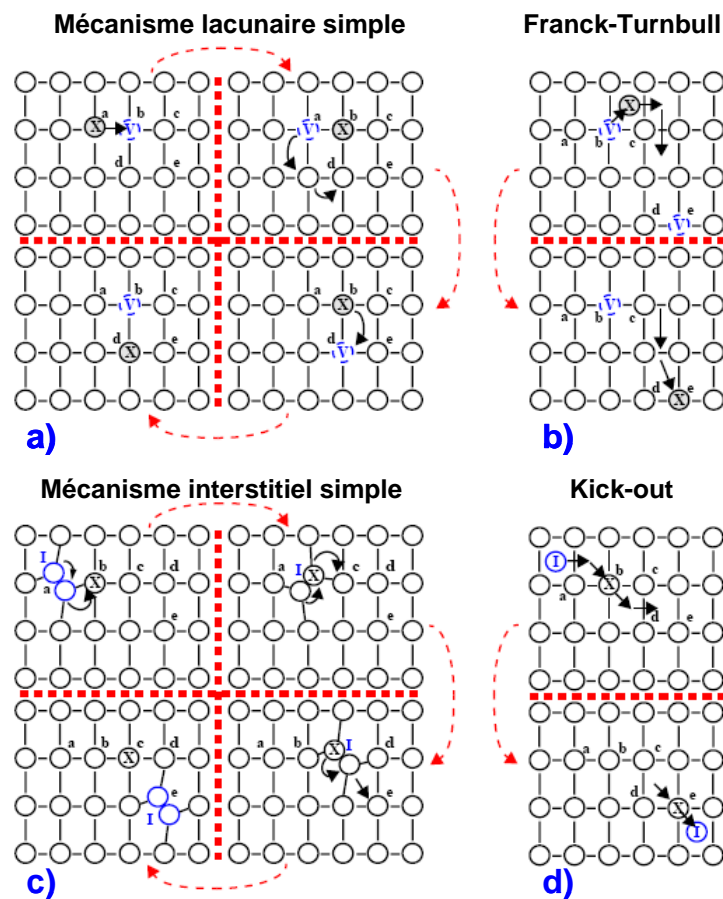 Mécanisme lacunaire simple
a b
X V c
d e
a b
V X c
d e
a b c
V
d e
X
a b c
X
d e
V
a)
Franck-Turnbull
X
V
a b c
d e
V
V
a b c
d e
X
b)
Mécanisme interstitiel simple
I b c d
X
a
e
a I c d
X
e
a b c d
X
e
I
a b I d
X
e
c)
Kick-out
I
b
X
a
d e
a b c
d e
X
I
d)